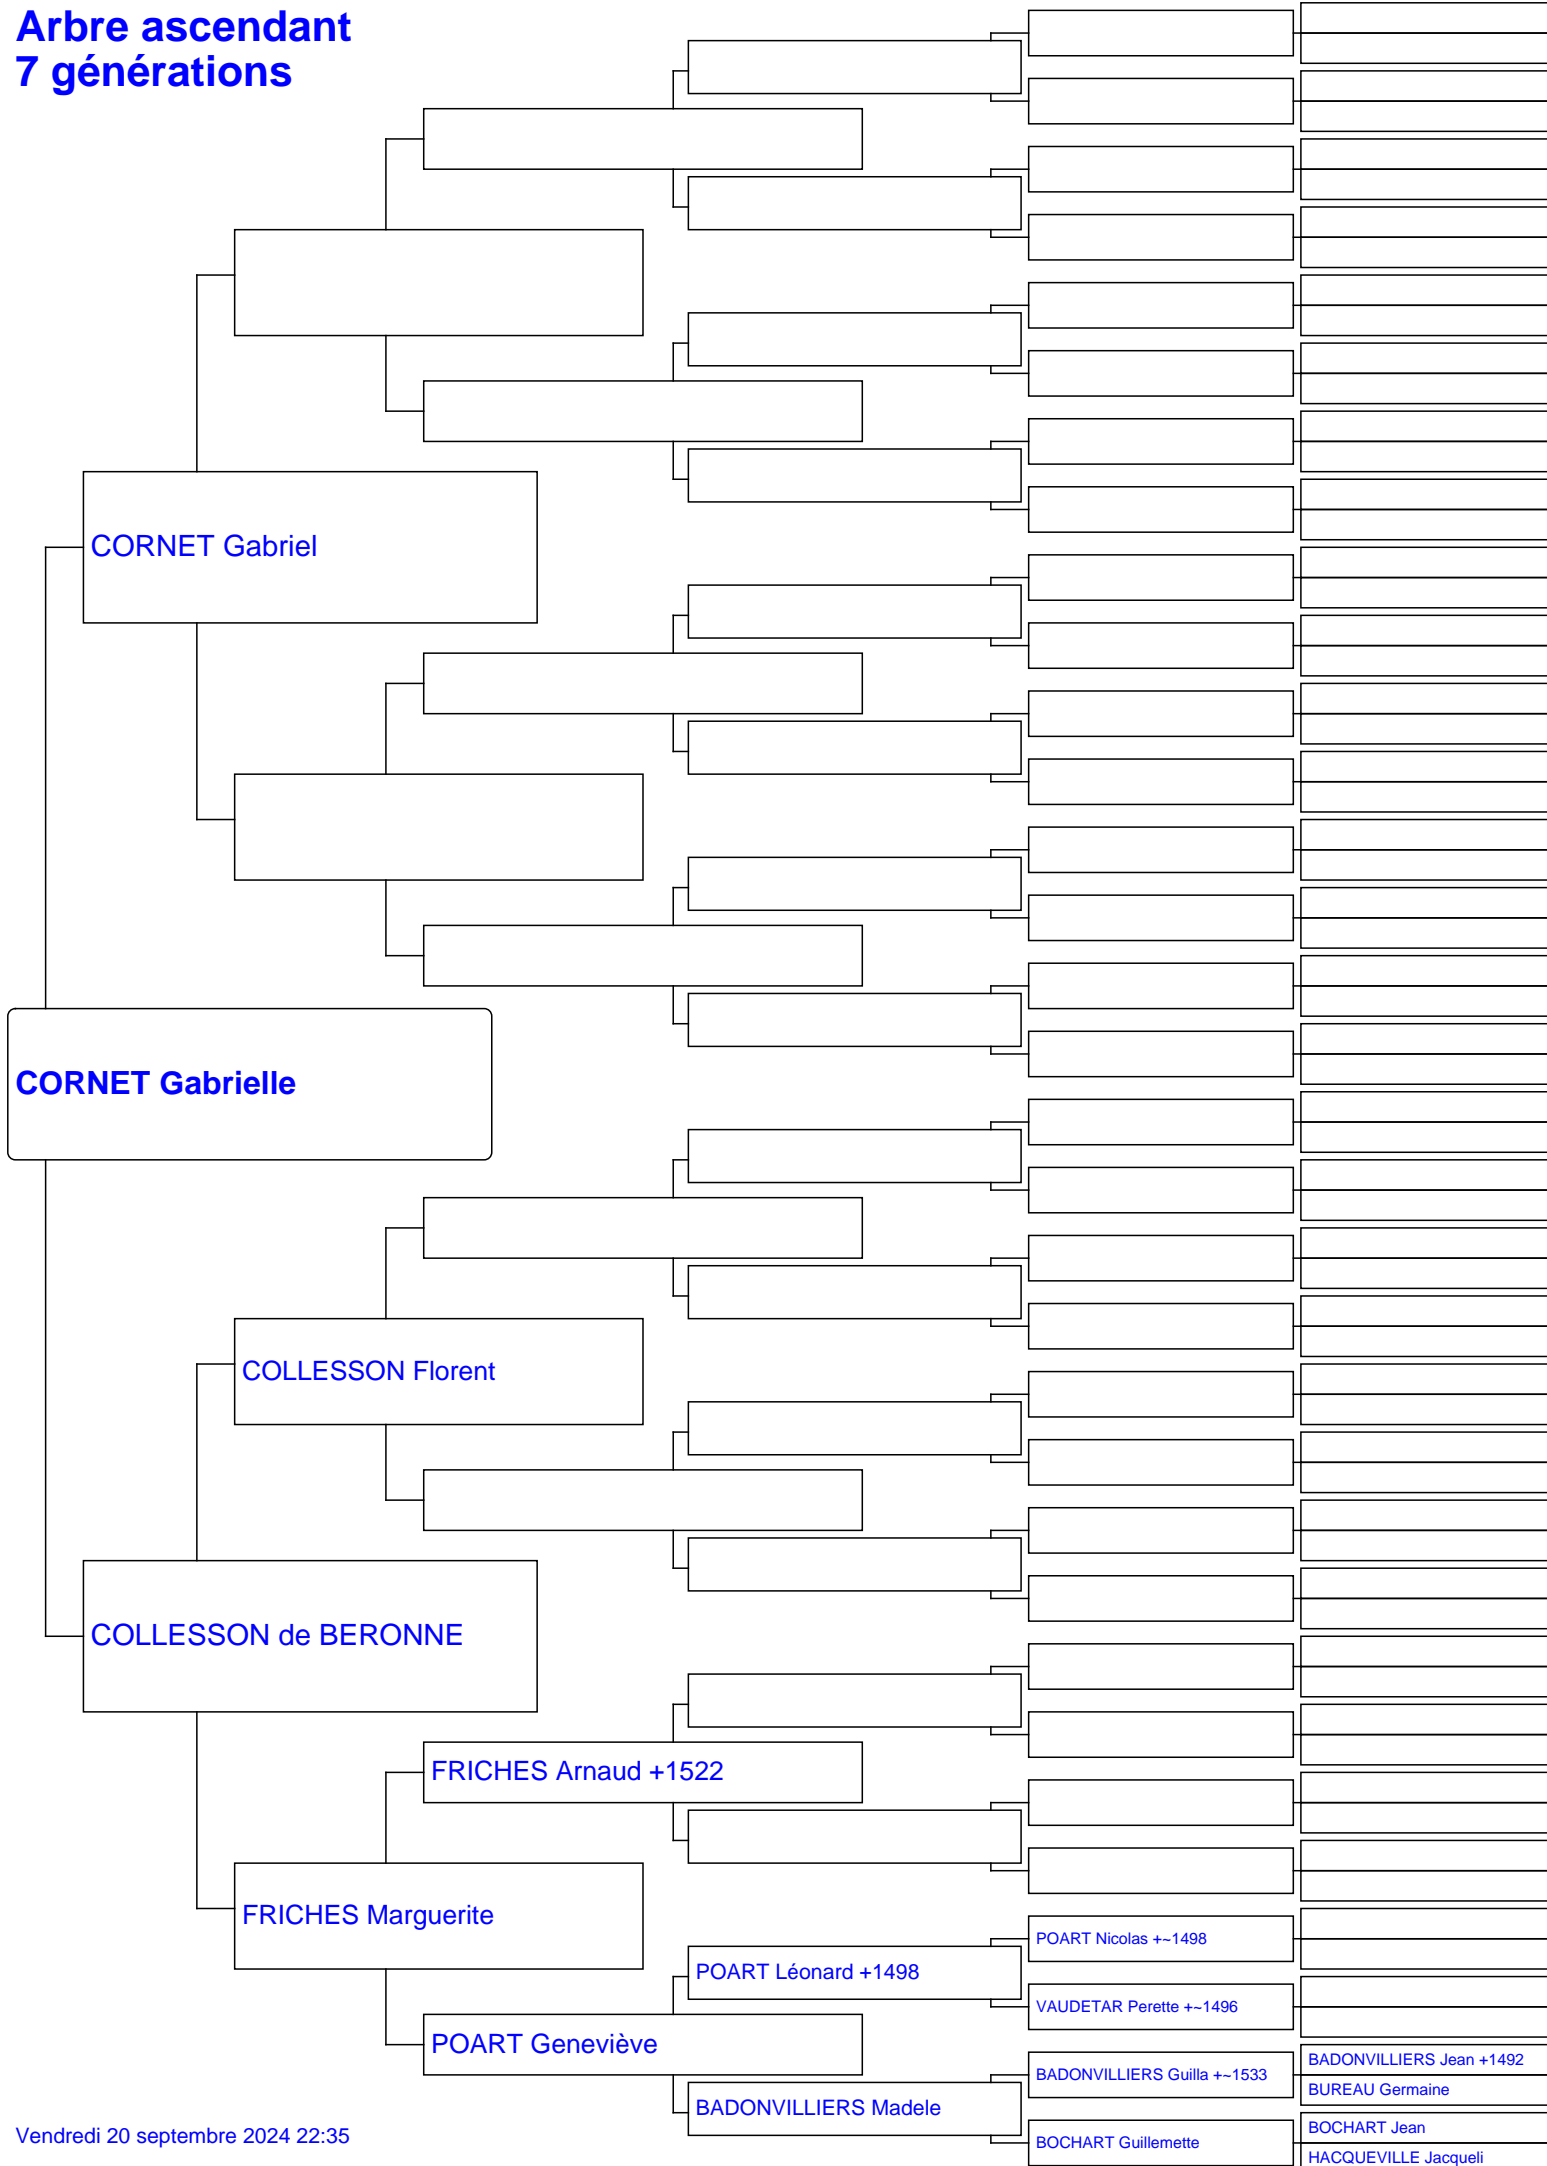 Arbre ascendant
7 générations
CORNET Gabriel
CORNET Gabrielle
COLLESSON Florent
COLLESSON de BERONNE
FRICHES Arnaud +1522
FRICHES Marguerite
POART Nicolas +~1498
POART Léonard +1498
VAUDETAR Perette +~1496
POART Geneviève
BADONVILLIERS Jean +1492
BADONVILLIERS Guilla +~1533
BUREAU Germaine
BADONVILLIERS Madele
BOCHART Jean
BOCHART Guillemette
HACQUEVILLE Jacqueli
Vendredi 20 septembre 2024 22:35